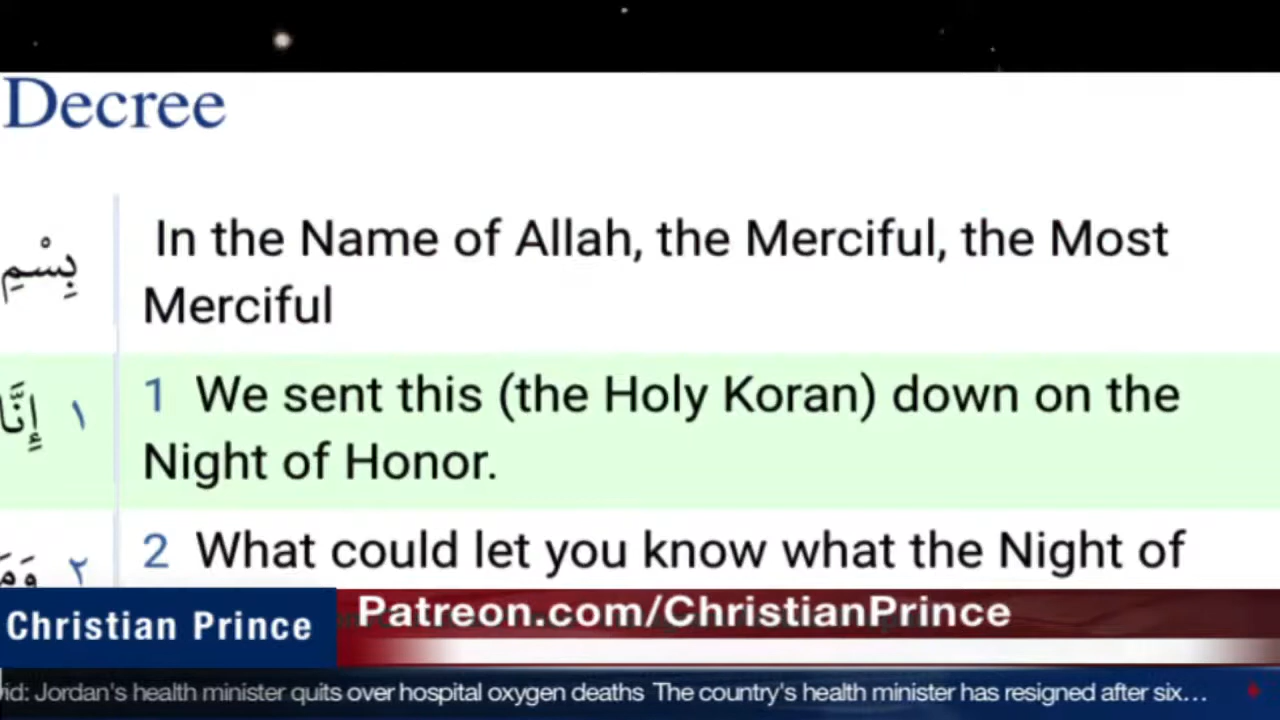 Decree
بِسْمِ
In the Name of Allah, the Merciful, the Most
Merciful
إِنَّا ١
1 We sent this (the Holy Koran) down on the
Night of Honor.
٢
2 What could let you know what the Night of
Christian Prince
Patreon.com/ChristianPrince
Jordan's health minister quits over hospital oxygen deaths The country's health minister has resigned after six...